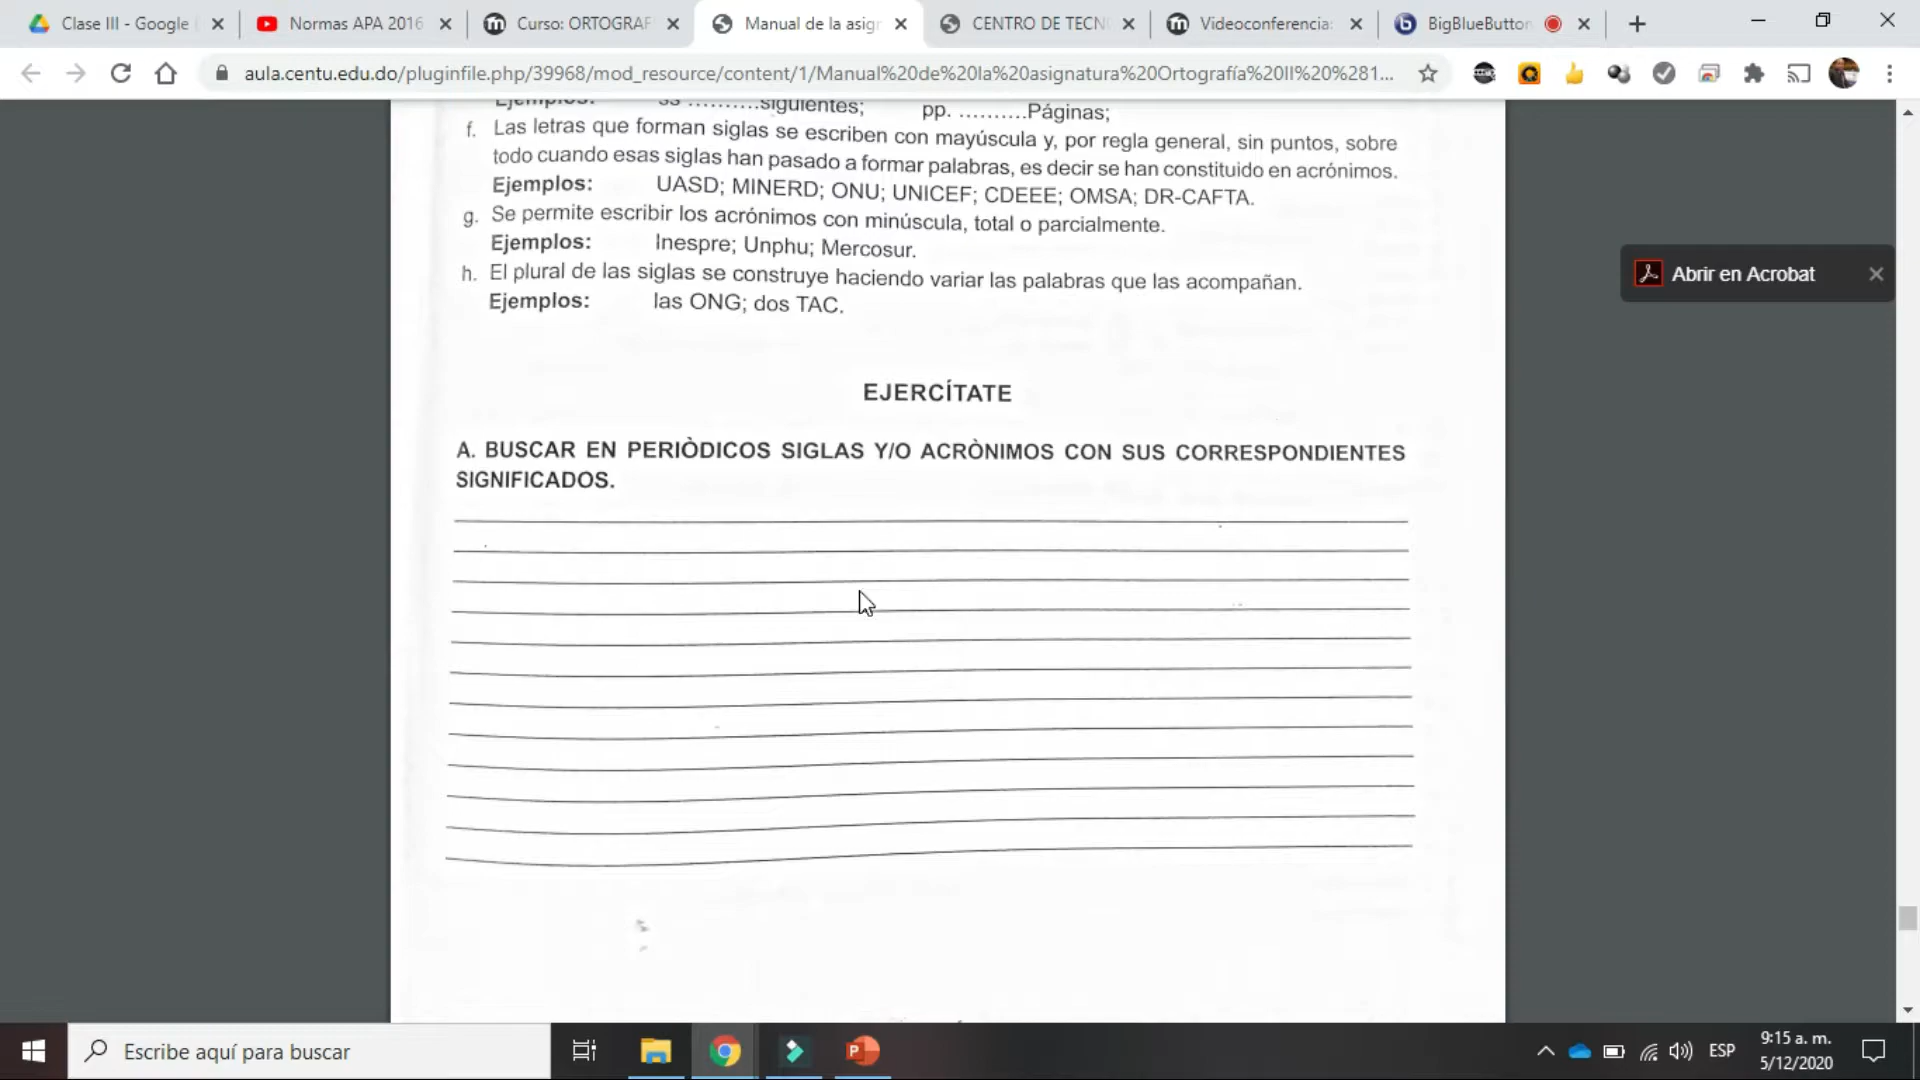 Clase III - Google
Normas APA 2016
Curso: ORTOGRAF
Manual de la asign
CENTRO DE TECN
Videoconferencia:
BigBlueButton
aula.centu.edu.do/pluginfile.php/39968/mod_resource/content/1/Manual%20de%20la%20asignatura%20Ortografía%20II%20%281...
Ejemplos: ss ..........siguientes; pp. ..........Páginas;
f. Las letras que forman siglas se escriben con mayúscula y, por regla general, sin puntos, sobre
todo cuando esas siglas han pasado a formar palabras, es decir se han constituido en acrónimos.
Ejemplos: UASD; MINERD; ONU; UNICEF; CDEEE; OMSA; DR-CAFTA.
g. Se permite escribir los acrónimos con minúscula, total o parcialmente.
Ejemplos: Inespre; Unphu; Mercosur.
h. El plural de las siglas se construye haciendo variar las palabras que las acompañan.
Ejemplos: las ONG; dos TAC.
Abrir en Acrobat
EJERCÍTATE
A. BUSCAR EN PERIÒDICOS SIGLAS Y/O ACRÒNIMOS CON SUS CORRESPONDIENTES
SIGNIFICADOS.
Escribe aquí para buscar
ESP
9:15 a. m.
5/12/2020